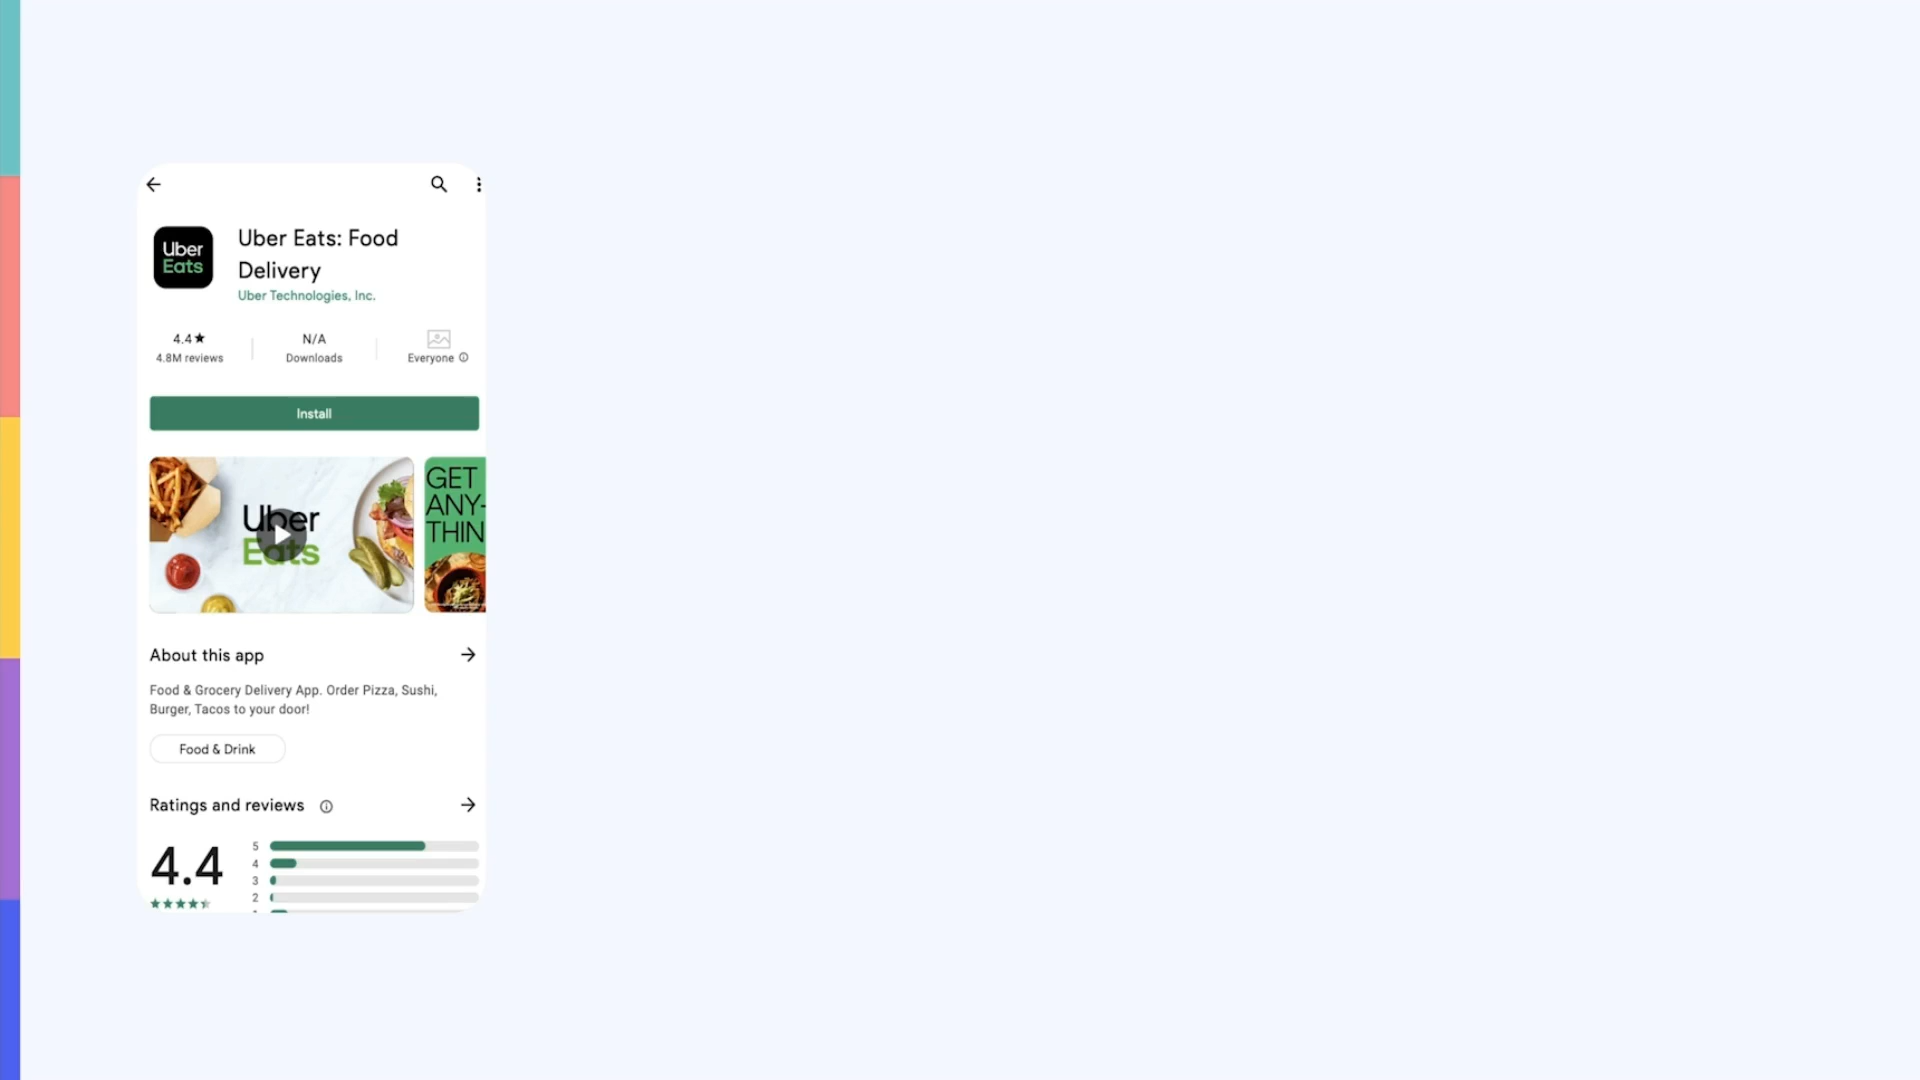 Uber
Eats
Uber Eats: Food
Delivery
Uber Technologies, Inc.
4.4★
4.8M reviews
N/A
Downloads
Everyone
Install
Uber
Eats
GET
ANY-
THIN
About this app
Food & Grocery Delivery App. Order Pizza, Sushi,
Burger, Tacos to your door!
Food & Drink
Ratings and reviews
4.4
5
4
3
2